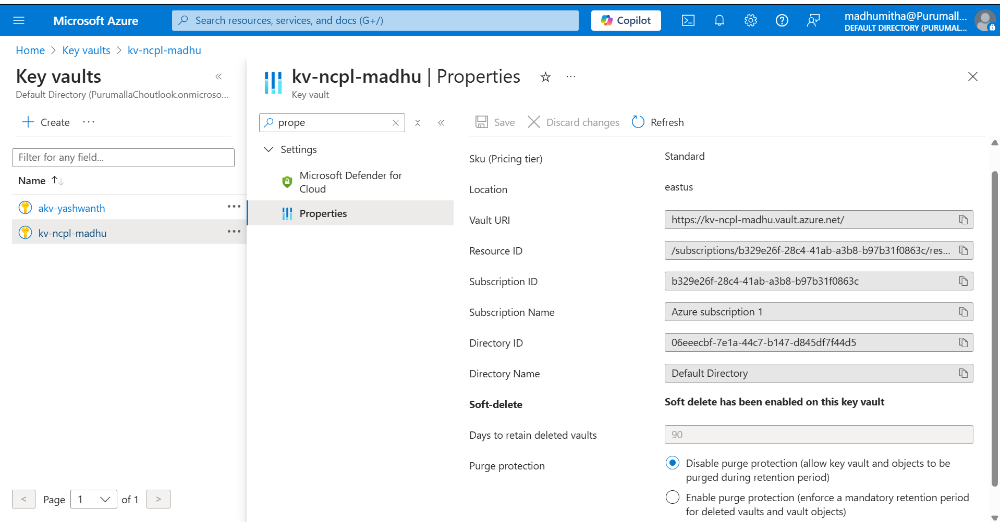 Microsoft Azure
Search resources, services, and docs (G+/)
Copilot
madhumitha@Purumall...
DEFAULT DIRECTORY (PURUMAL...
Home > Key vaults > kv-ncpl-madhu
Key vaults
Default Directory (PurumallaChoutlook.onmicroso...
Create
Filter for any field...
Name
akv-yashwanth
kv-ncpl-madhu
< Page 1 of 1 >
kv-ncpl-madhu | Properties
Key vault
prope
Settings
Microsoft Defender for
Cloud
Properties
Save Discard changes Refresh
Sku (Pricing tier) Standard
Location eastus
Vault URI https://kv-ncpl-madhu.vault.azure.net/
Resource ID /subscriptions/b329e26f-28c4-41ab-a3b8-b97b31f0863c/res...
Subscription ID b329e26f-28c4-41ab-a3b8-b97b31f0863c
Subscription Name Azure subscription 1
Directory ID 06eeecbf-7e1a-44c7-b147-d845df7f44d5
Directory Name Default Directory
Soft-delete Soft delete has been enabled on this key vault
Days to retain deleted vaults 90
Purge protection Disable purge protection (allow key vault and objects to be
purged during retention period)
Enable purge protection (enforce a mandatory retention period
for deleted vaults and vault objects)